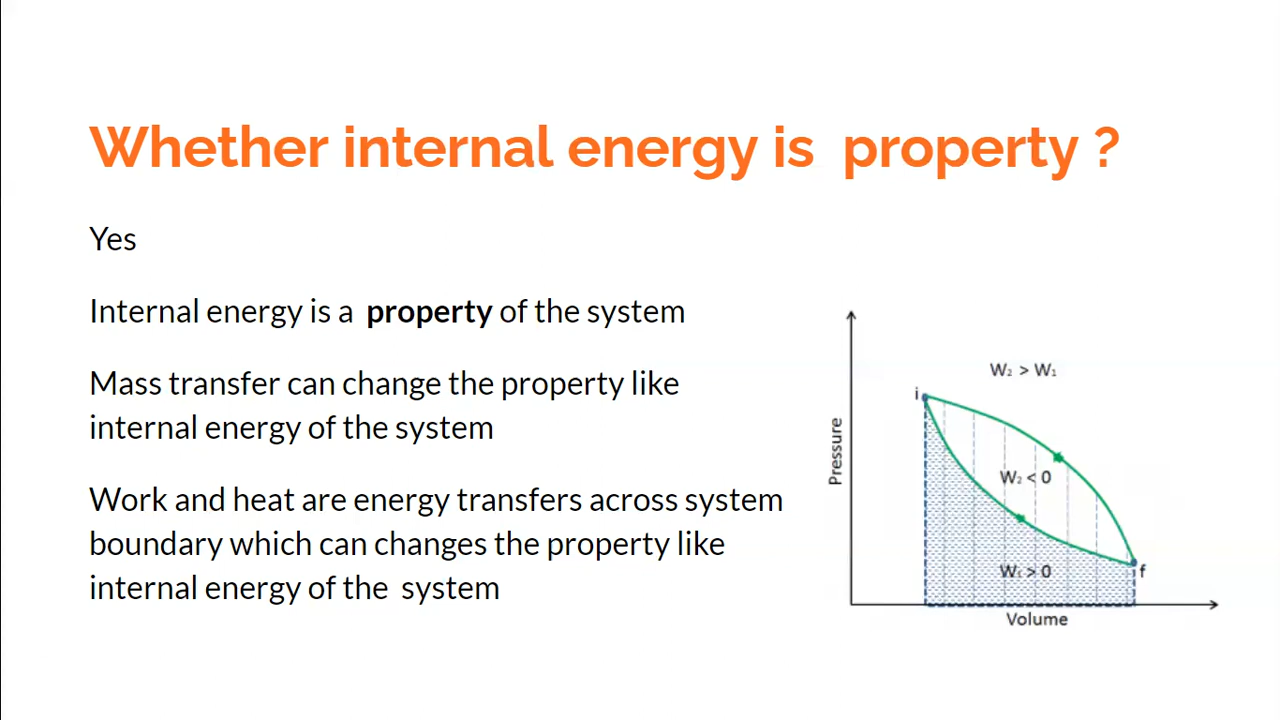 Whether internal energy is property ?
Yes
Internal energy is a property of the system
Mass transfer can change the property like
internal energy of the system
Work and heat are energy transfers across system
boundary which can changes the property like
internal energy of the system
W₂ > W₁
i
Pressure
W₂ < 0
W₁ > 0
f
Volume